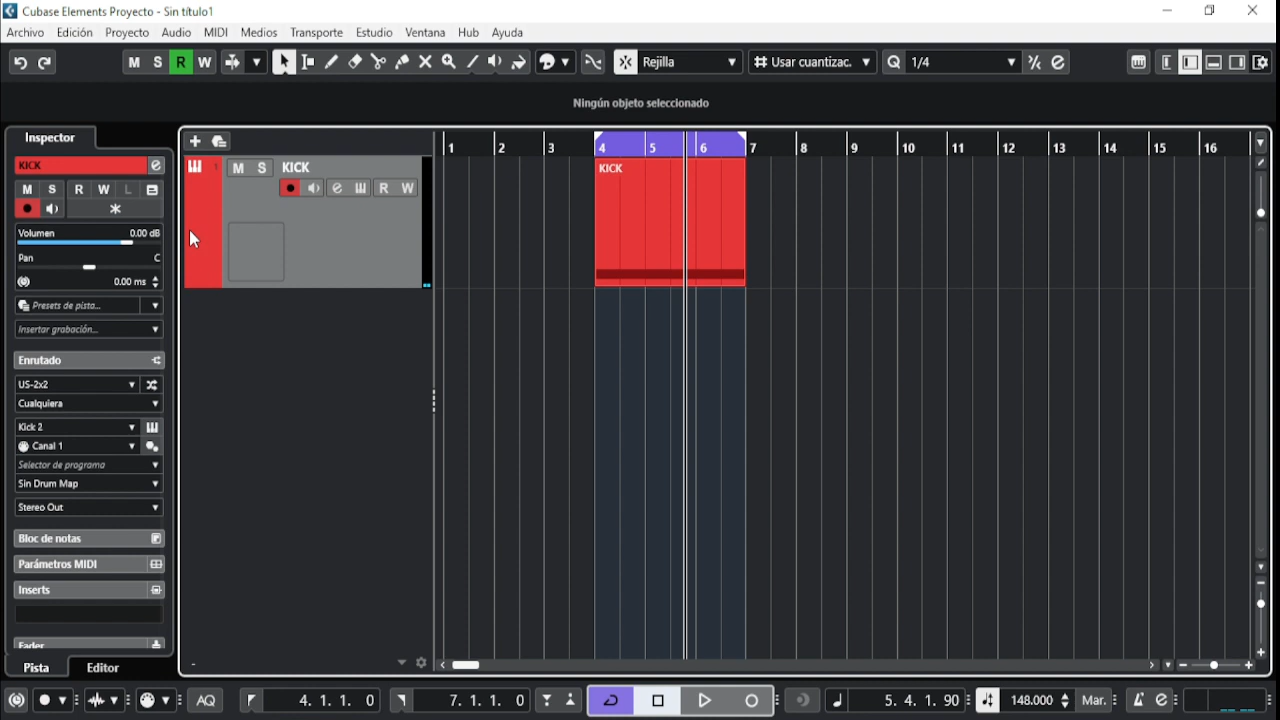 Cubase Elements Proyecto - Sin título1
Archivo Edición Proyecto Audio MIDI Medios Transporte Estudio Ventana Hub Ayuda
M S R W Rejilla Usar cuantizac. Q 1/4
Ningún objeto seleccionado
Inspector
1 2 3 4 5 6 7 8 9 10 11 12 13 14 15 16
KICK
1 M S KICK
KICK
M S R W L
R W
Volumen 0.00 dB
Pan C
0.00 ms
Presets de pista...
Insertar grabación...
Enrutado
US-2x2
Cualquiera
Kick 2
Canal 1
Selector de programa
Sin Drum Map
Stereo Out
Bloc de notas
Parámetros MIDI
Inserts
Fader
Pista Editor
AQ 4. 1. 1. 0 7. 1. 1. 0 5. 4. 1. 90 148.000 Mar.